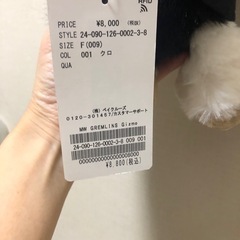 RFID
PRICE ¥8,000 (税抜)
STYLE 24-090-126-0002-3-8
SIZE F(009)
COL 001 クロ
QUA
(株)ベイクルーズ
0120-301457/カスタマーサポート
MW GREMLINS Gizmo
24-090-126-0002-3-8 009 001
¥8,800(税込)